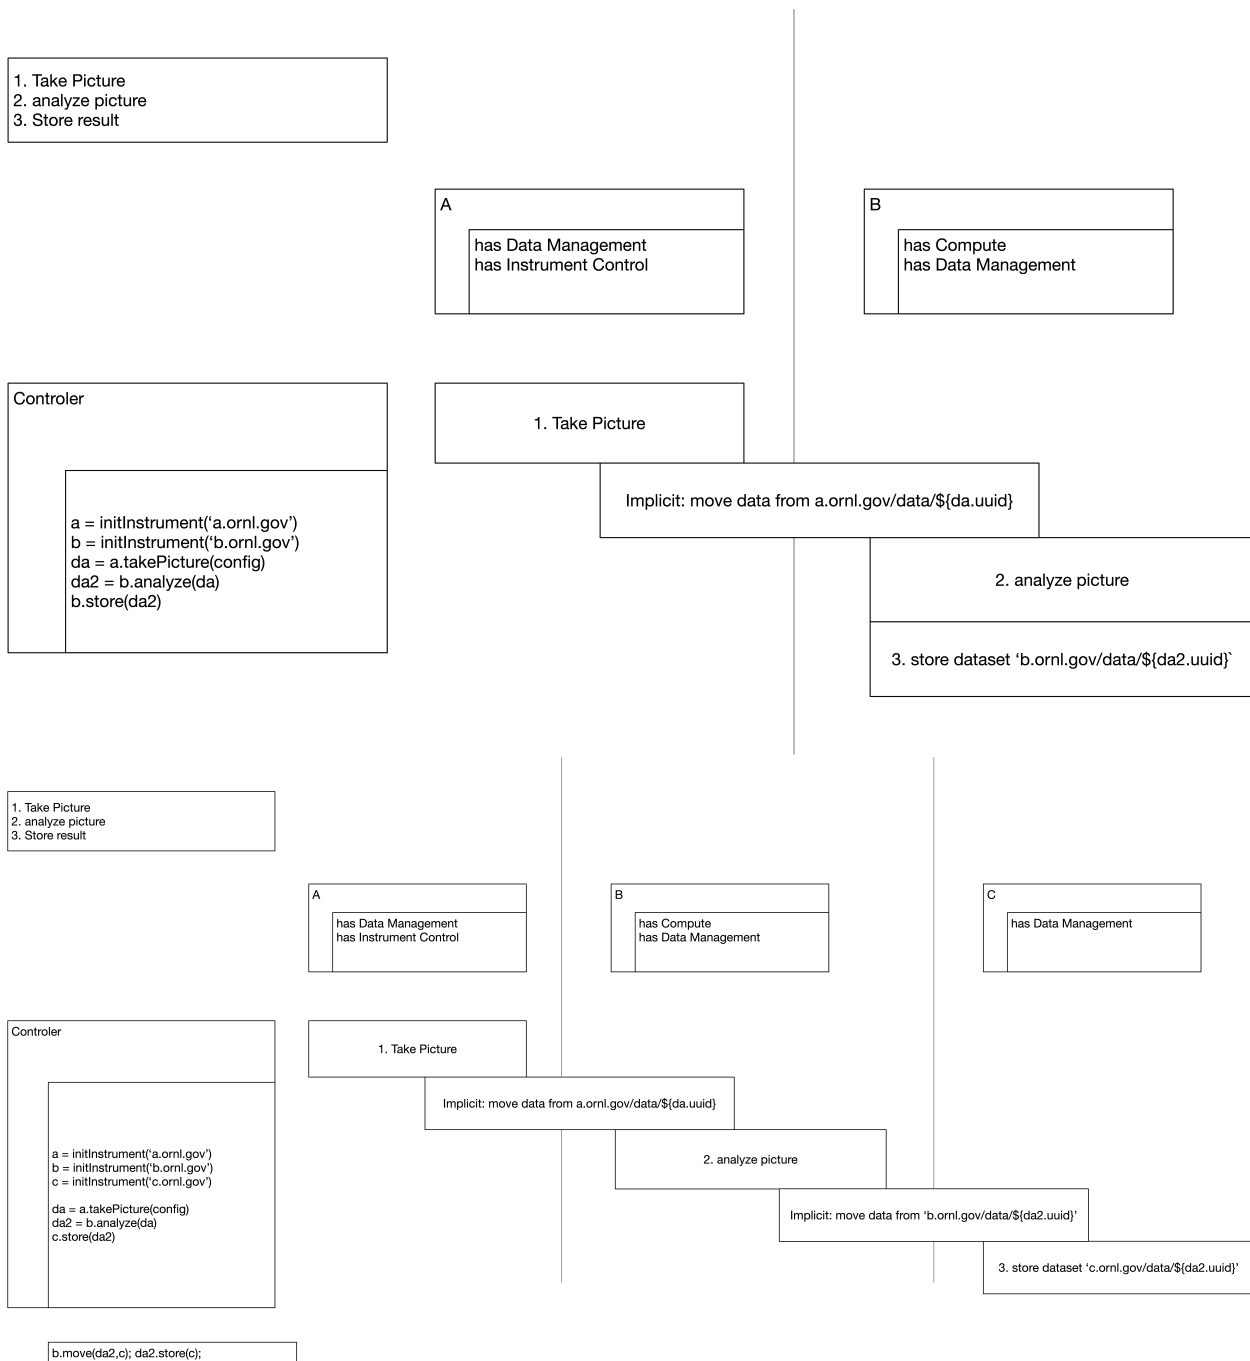 1. Take Picture
2. analyze picture
3. Store result
A
has Data Management
has Instrument Control
B
has Compute
has Data Management
Controler
a = initInstrument(‘a.ornl.gov’)
b = initInstrument(‘b.ornl.gov’)
da = a.takePicture(config)
da2 = b.analyze(da)
b.store(da2)
1. Take Picture
Implicit: move data from a.ornl.gov/data/${da.uuid}
2. analyze picture
3. store dataset ‘b.ornl.gov/data/${da2.uuid}`
1. Take Picture
2. analyze picture
3. Store result
A
has Data Management
has Instrument Control
B
has Compute
has Data Management
C
has Data Management
Controler
a = initInstrument(‘a.ornl.gov’)
b = initInstrument(‘b.ornl.gov’)
c = initInstrument(‘c.ornl.gov’)
da = a.takePicture(config)
da2 = b.analyze(da)
c.store(da2)
1. Take Picture
Implicit: move data from a.ornl.gov/data/${da.uuid}
2. analyze picture
Implicit: move data from ‘b.ornl.gov/data/${da2.uuid}’
3. store dataset ‘c.ornl.gov/data/${da2.uuid}’
b.move(da2,c); da2.store(c);